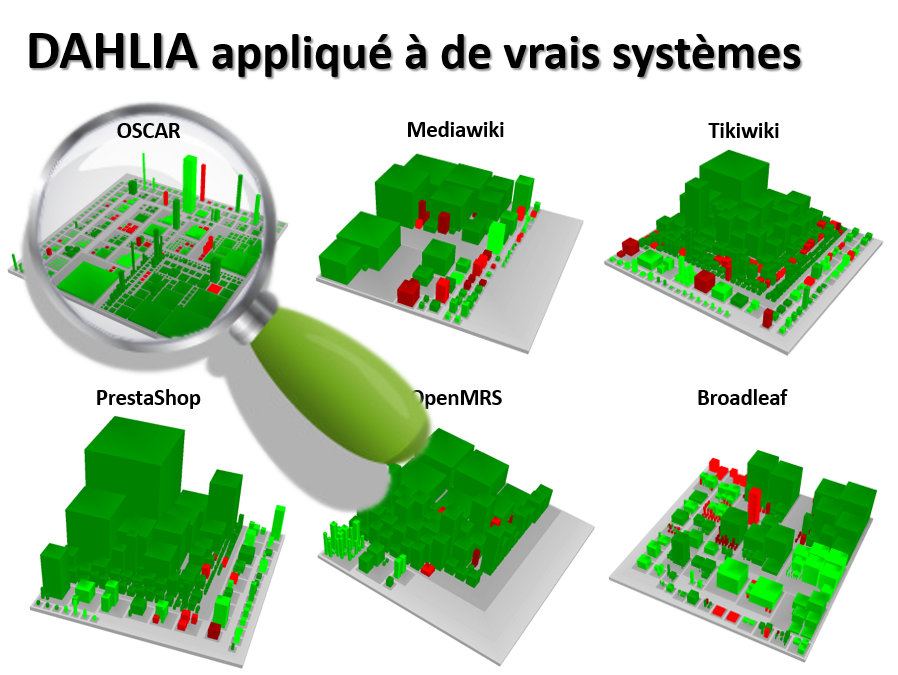 DAHLIA appliqué à de vrais systèmes
OSCAR
Mediawiki
Tikiwiki
PrestaShop
OpenMRS
Broadleaf